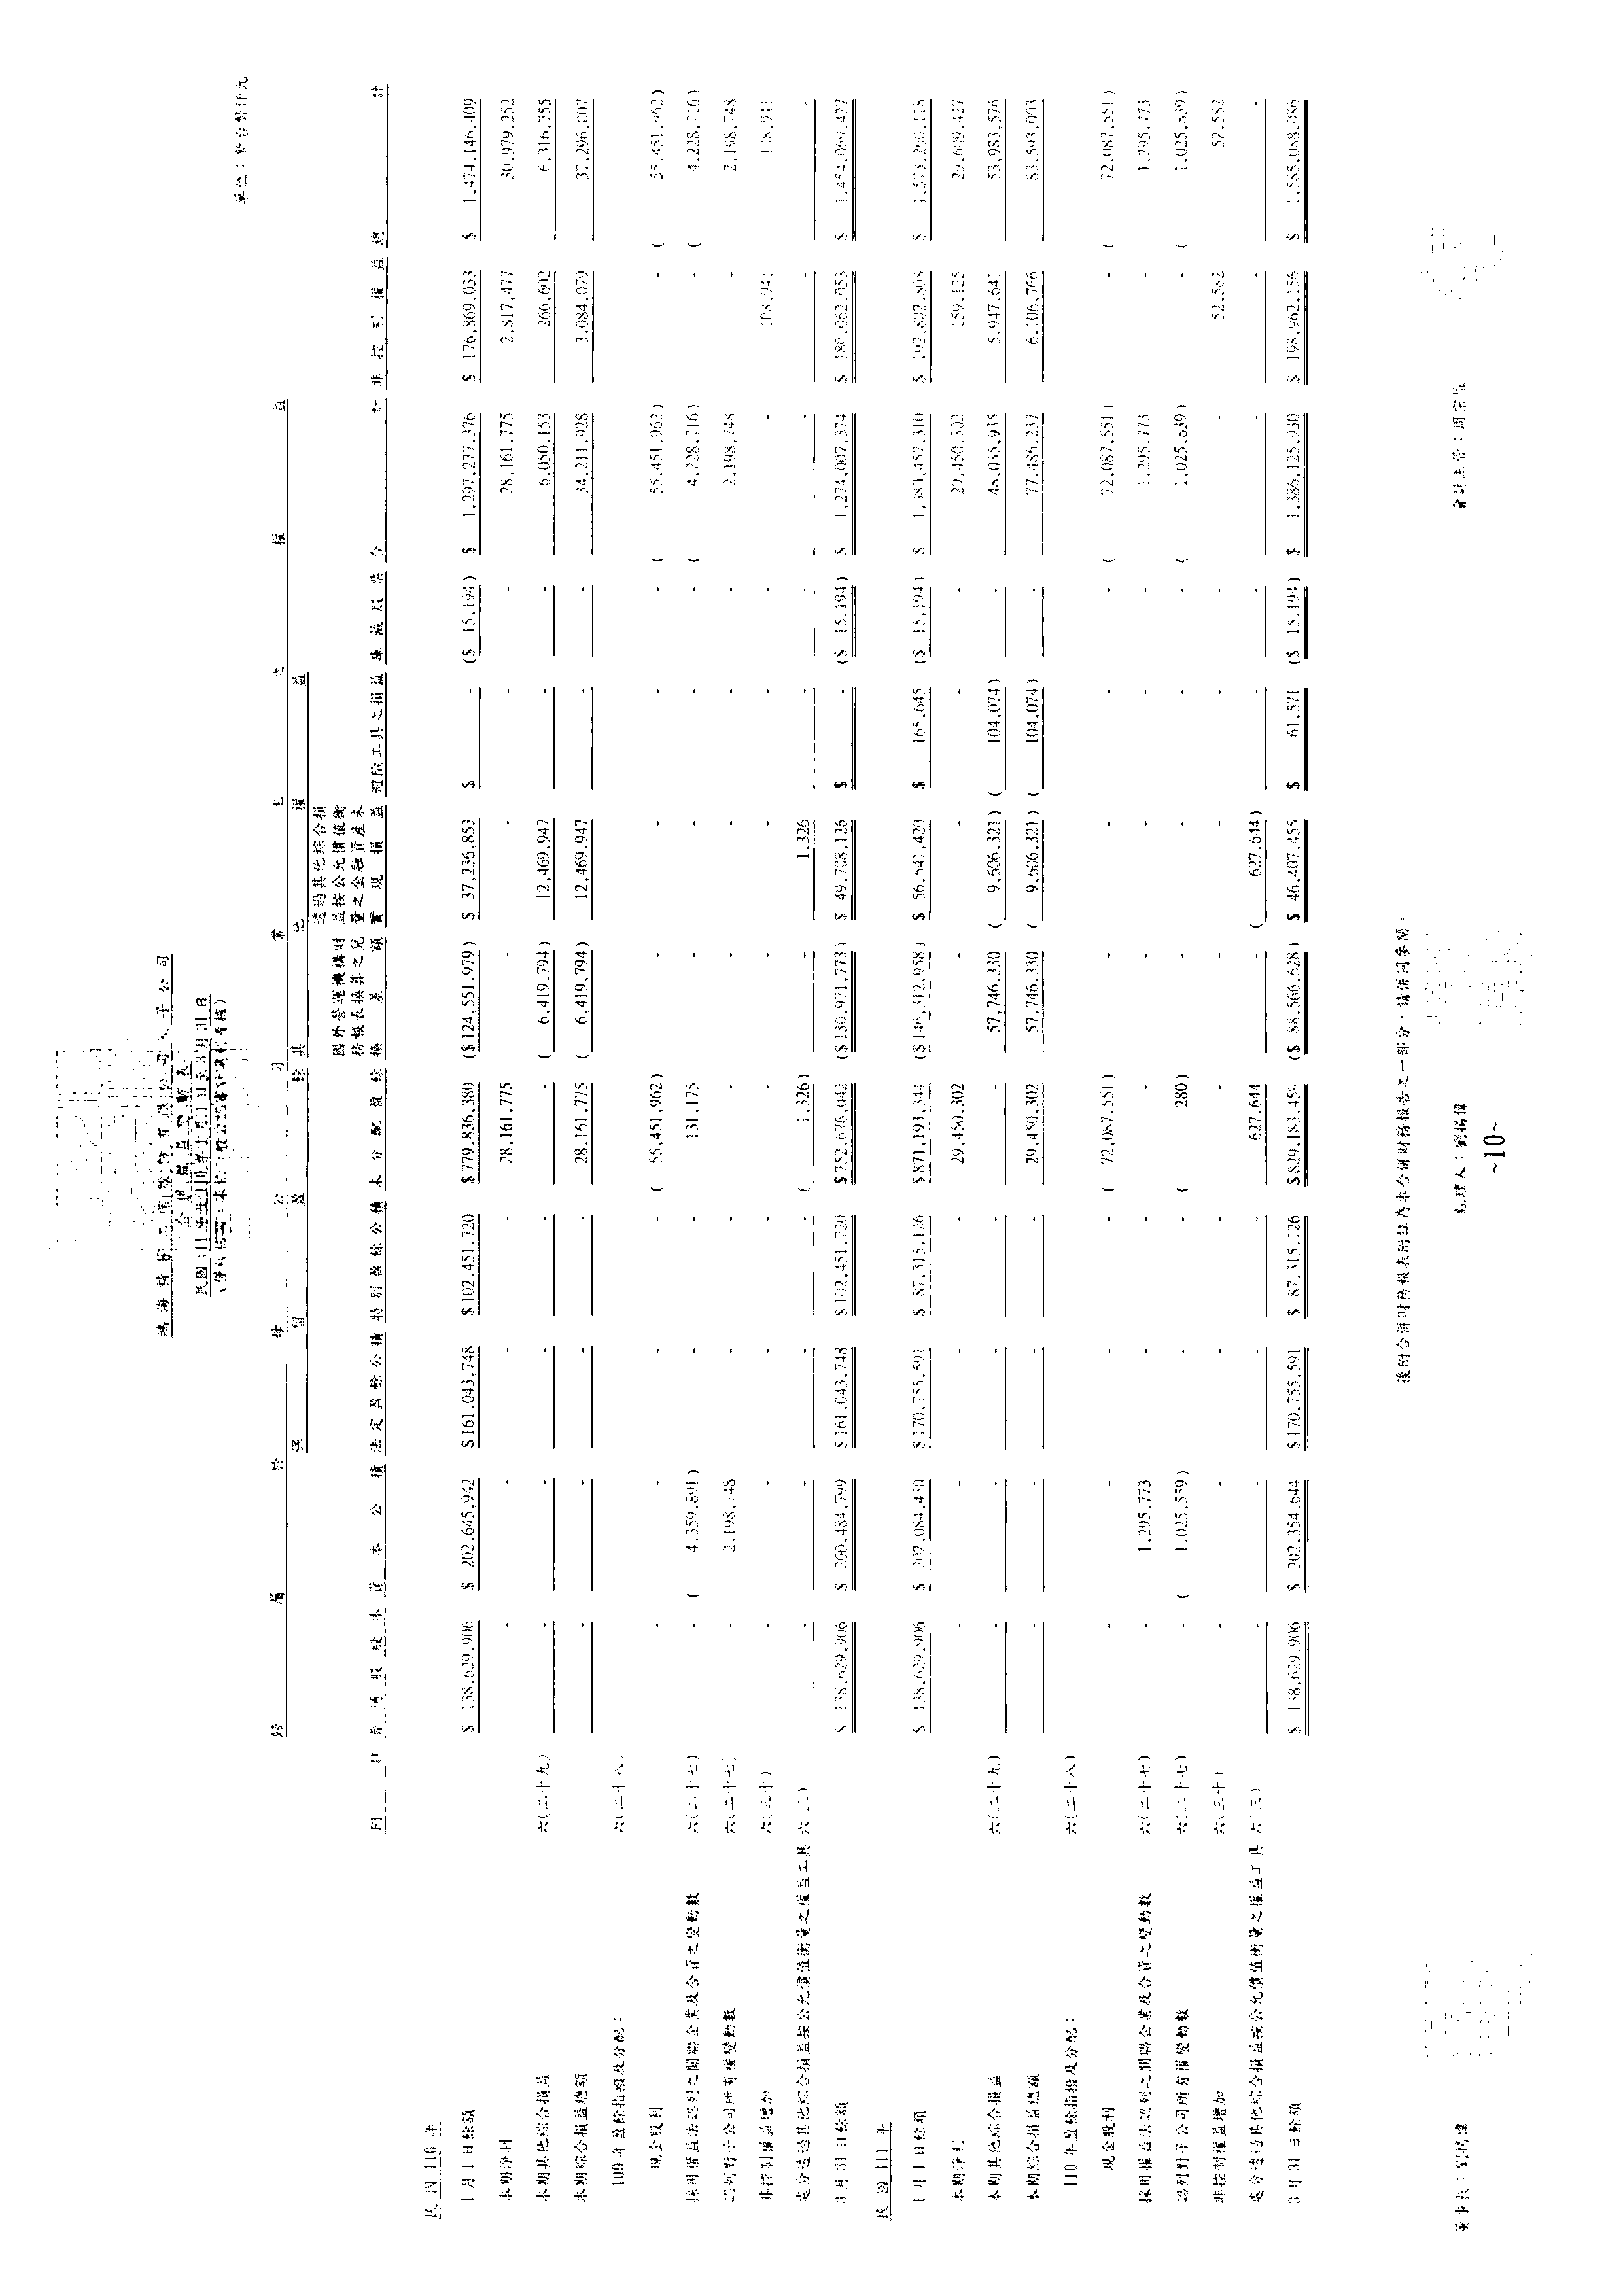 鴻海精密工業股份有限公司及子公司
合併權益變動表
民國111年及110年1月1日至3月31日
(僅經核閱,未依一般公認審計準則查核)
單位:新台幣仟元
歸 屬 於 母 公 司 業 主 之 權 益
保 留 盈 餘 其 他 權 益
附 註 普通股股本 資本公積 法定盈餘公積 特別盈餘公積 未分配盈餘 國外營運機構財務報表換算之兌換差額 透過其他綜合損益按公允價值衡量之金融資產未實現損益 避險工具之損益 庫藏股票 合 計 非控制權益 總 計
民國110年
1月1日餘額 $ 138,629,906 $ 202,645,942 $161,043,748 $102,451,720 $779,836,380 ($124,551,979) $ 37,236,853 $ - ($ 15,194) $ 1,297,277,376 $ 176,869,033 $ 1,474,146,409
本期淨利 - - - - 28,161,775 - - - - 28,161,775 2,817,477 30,979,252
本期其他綜合損益 六(二十九) - - - - - ( 6,419,794) 12,469,947 - - 6,050,153 266,602 6,316,755
本期綜合損益總額 - - - - 28,161,775 ( 6,419,794) 12,469,947 - - 34,211,928 3,084,079 37,296,007
109年盈餘指撥及分配: 六(二十八)
現金股利 - - - - ( 55,451,962) - - - - ( 55,451,962) - ( 55,451,962)
採用權益法認列之關聯企業及合資之變動數 六(二十七) - ( 4,359,891) - - 131,175 - - - - ( 4,228,716) - ( 4,228,716)
認列對子公司所有權變動數 六(二十七) - 2,198,748 - - - - - - - 2,198,748 - 2,198,748
非控制權益增加 六(三十) - - - - - - - - - - 108,941 108,941
處分透過其他綜合損益按公允價值衡量之權益工具 六(三) - - - - ( 1,326) - 1,326 - - - - -
3月31日餘額 $ 138,629,906 $ 200,484,799 $161,043,748 $102,451,720 $752,676,042 ($130,971,773) $ 49,708,126 $ - ($ 15,194) $ 1,274,007,374 $ 180,062,053 $ 1,454,069,427
民國111年
1月1日餘額 $ 138,629,906 $ 202,084,430 $170,755,591 $ 87,315,126 $871,193,344 ($146,312,958) $ 56,641,420 $ 165,645 ($ 15,194) $ 1,380,457,310 $ 192,802,808 $ 1,573,260,118
本期淨利 - - - - 29,450,302 - - - - 29,450,302 159,125 29,609,427
本期其他綜合損益 六(二十九) - - - - - 57,746,330 ( 9,606,321) ( 104,074) - 48,035,935 5,947,641 53,983,576
本期綜合損益總額 - - - - 29,450,302 57,746,330 ( 9,606,321) ( 104,074) - 77,486,237 6,106,766 83,593,003
110年盈餘指撥及分配: 六(二十八)
現金股利 - - - - ( 72,087,551) - - - - ( 72,087,551) - ( 72,087,551)
採用權益法認列之關聯企業及合資之變動數 六(二十七) - 1,295,773 - - - - - - - 1,295,773 - 1,295,773
認列對子公司所有權變動數 六(二十七) - ( 1,025,559) - - ( 280) - - - - ( 1,025,839) - ( 1,025,839)
非控制權益增加 六(三十) - - - - - - - - - - 52,582 52,582
處分透過其他綜合損益按公允價值衡量之權益工具 六(三) - - - - 627,644 - ( 627,644) - - - - -
3月31日餘額 $ 138,629,906 $ 202,354,644 $170,755,591 $ 87,315,126 $829,183,459 ($ 88,566,628) $ 46,407,455 $ 61,571 ($ 15,194) $ 1,386,125,930 $ 198,962,156 $ 1,585,088,086
後附合併財務報表附註為本合併財務報告之一部分,請併同參閱。
董事長:劉揚偉 經理人:劉揚偉 會計主管:周宗愷
~10~